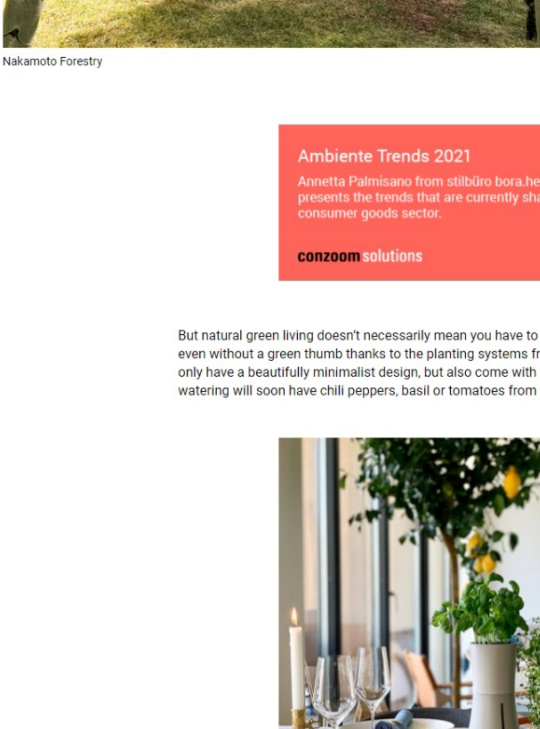 Nakamoto Forestry
Ambiente Trends 2021
Annetta Palmisano from stilbüro bora.he
presents the trends that are currently sha
consumer goods sector.
conzoom solutions
But natural green living doesn't necessarily mean you have to
even without a green thumb thanks to the planting systems fr
only have a beautifully minimalist design, but also come with
watering will soon have chili peppers, basil or tomatoes from